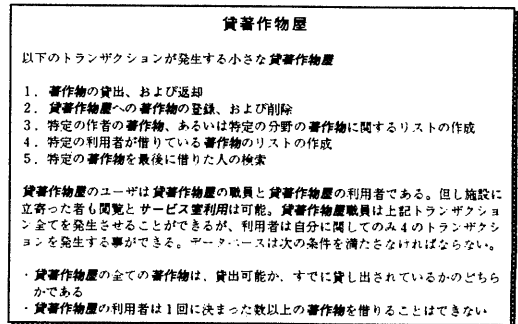 貸著作物屋
以下のトランザクションが発生する小さな貸著作物屋
1．著作物の貸出、および返却
2．貸著作物屋への著作物の登録、および削除
3．特定の作者の著作物、あるいは特定の分野の著作物に関するリストの作成
4．特定の利用者が借りている著作物のリストの作成
5．特定の著作物を最後に借りた人の検索
貸著作物屋のユーザは貸著作物屋の職員と貸著作物屋の利用者である。但し施設に
立寄った者も閲覧とサービス室利用は可能。貸著作物屋職員は上記トランザクショ
ン全てを発生させることができるが、利用者は自分に関してのみ4のトランザクシ
ョンを発生する事ができる。データベースは次の条件を満たさなければならない。
・貸著作物屋の全ての著作物は、貸出可能か、すでに貸し出されているかのどちら
かである
・貸著作物屋の利用者は1回に決まった数以上の著作物を借りることはできない